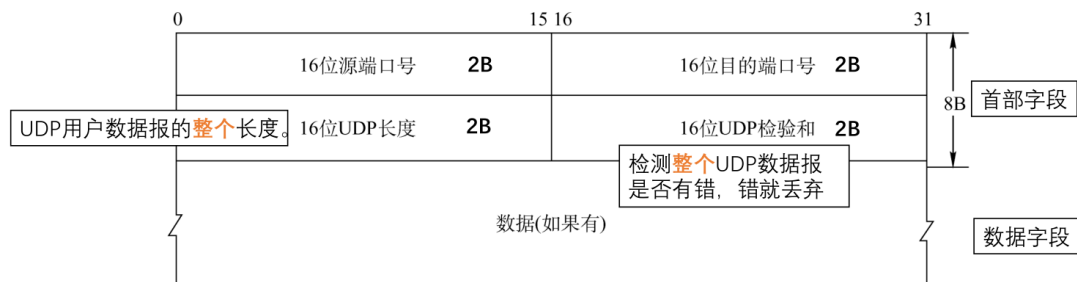 0 15 16 31
16位源端口号 2B 16位目的端口号 2B
8B 首部字段
UDP用户数据报的整个长度。 16位UDP长度 2B 16位UDP检验和 2B
检测整个UDP数据报
是否有错，错就丢弃
数据(如果有)
数据字段